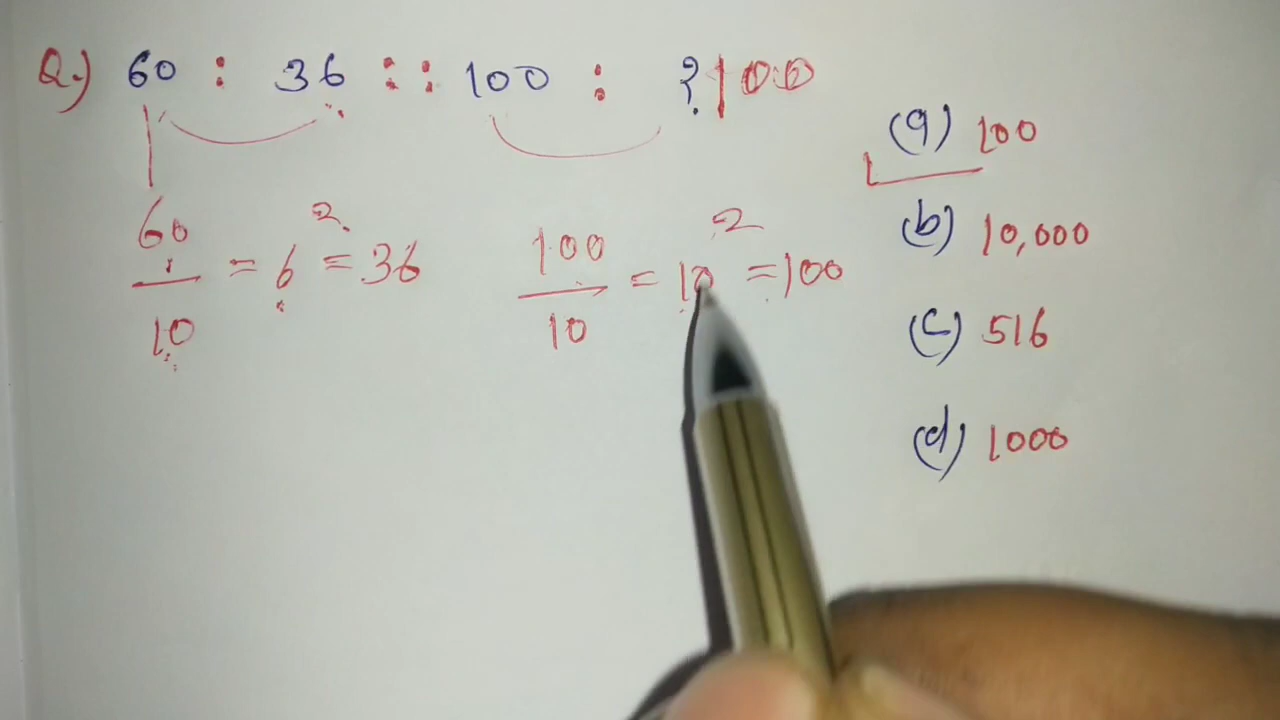 Q.) 60 : 36 :: 100 : ? 100
(a) 100
(b) 10,000
(c) 516
(d) 1000
60/10 = 6² = 36
100/10 = 10² = 100